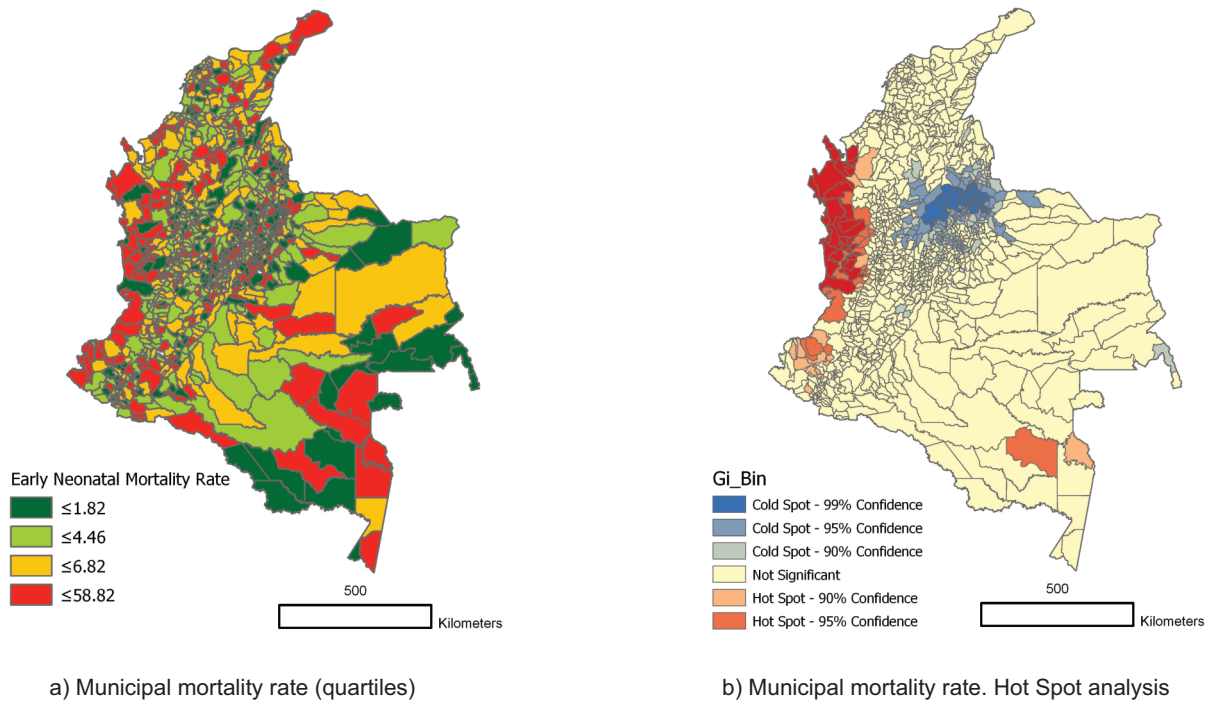 Early Neonatal Mortality Rate
≤1.82
≤4.46
≤6.82
≤58.82
500
Kilometers
a) Municipal mortality rate (quartiles)
Gi_Bin
Cold Spot - 99% Confidence
Cold Spot - 95% Confidence
Cold Spot - 90% Confidence
Not Significant
Hot Spot - 90% Confidence
Hot Spot - 95% Confidence
500
Kilometers
b) Municipal mortality rate. Hot Spot analysis